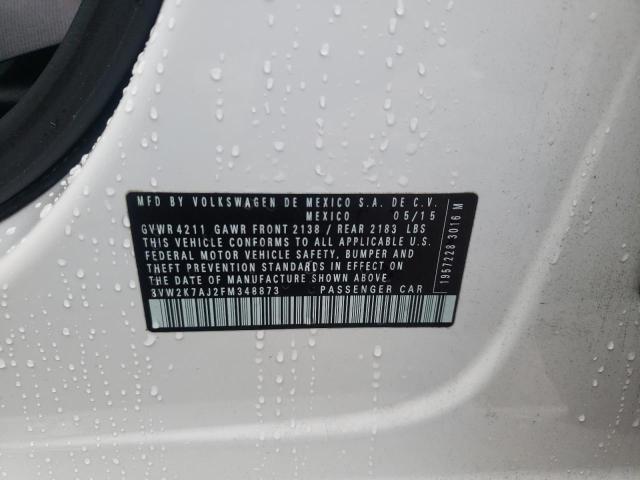 MFD BY VOLKSWAGEN DE MEXICO S.A. DE C.V.
MEXICO 05/15
GVWR 4211 GAWR FRONT 2138 / REAR 2183 LBS
THIS VEHICLE CONFORMS TO ALL APPLICABLE U.S.
FEDERAL MOTOR VEHICLE SAFETY, BUMPER AND
THEFT PREVENTION STANDARDS IN EFFECT ON
THE DATE OF MANUFACTURE SHOWN ABOVE.
3VW2K7AJ2FM348873 PASSENGER CAR
1957228 3016 M